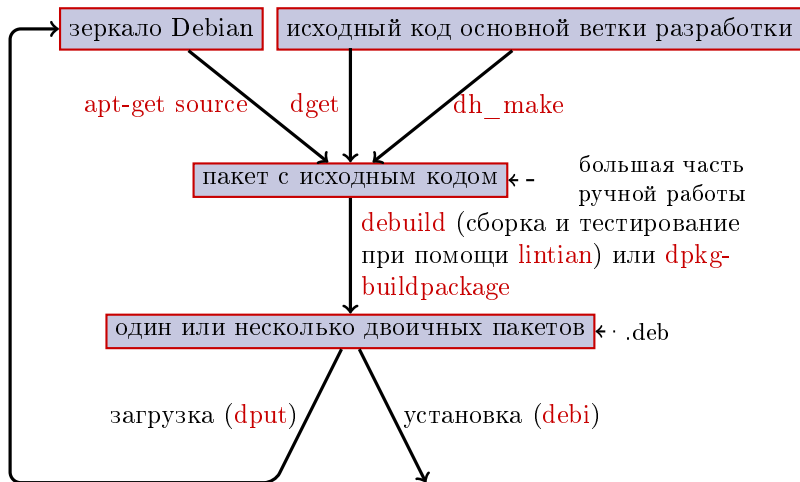 зеркало Debian
исходный код основной ветки разработки
apt-get source
dget
dh_make
пакет с исходным кодом
большая часть
ручной работы
debuild (сборка и тестирование
при помощи lintian) или dpkg-
buildpackage
один или несколько двоичных пакетов
.deb
загрузка (dput)
установка (debi)